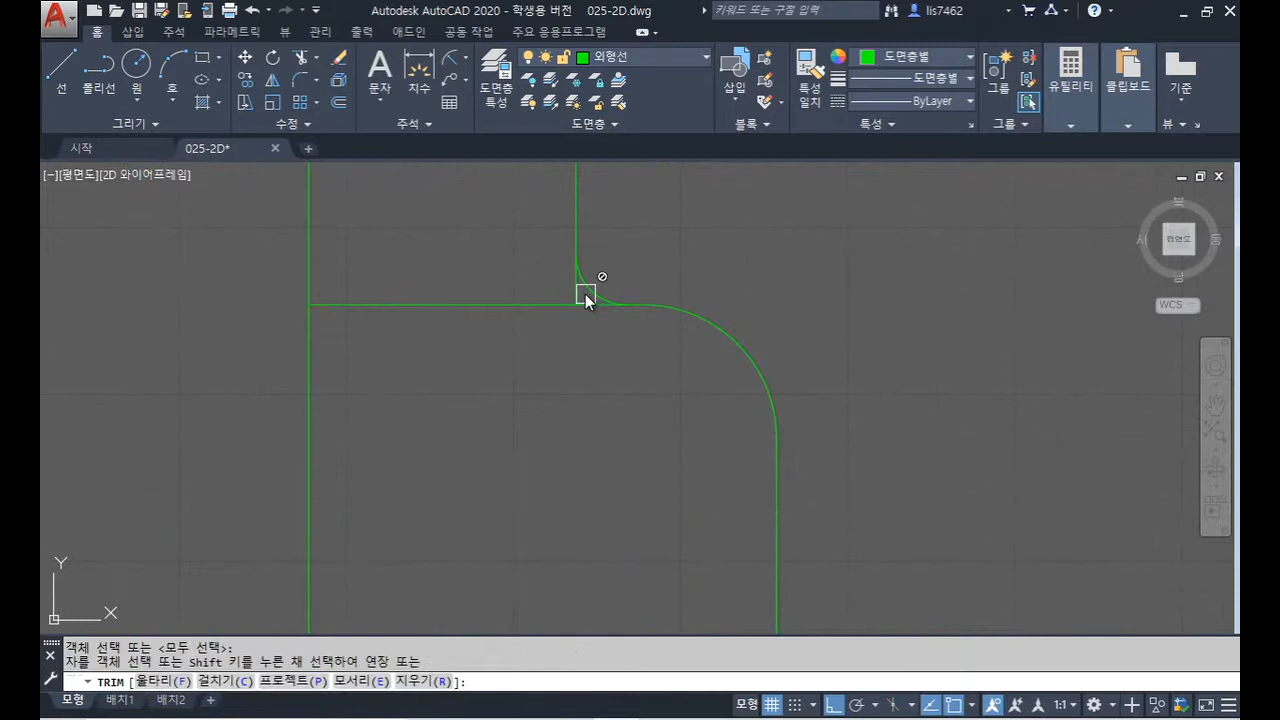 Autodesk AutoCAD 2020 - 학생용 버전 025-2D.dwg 키워드 또는 구절 입력 lis7462
홈 삽입 주석 파라메트릭 뷰 관리 출력 애드인 공동 작업 주요 응용프로그램
외형선 도면층별
도면층별
ByLayer
선 폴리선 원 호 문자 치수 도면층 특성 삽입 특성 일치 그룹 유틸리티 클립보드 기준
그리기 수정 주석 도면층 블록 특성 그룹 뷰
시작 025-2D*
[−][평면도][2D 와이어프레임]
북
서 평면도 동
남
WCS
Y
X
객체 선택 또는 <모두 선택>:
자를 객체 선택 또는 Shift 키를 누른 채 선택하여 연장 또는
TRIM [울타리(F) 걸치기(C) 프로젝트(P) 모서리(E) 지우기(R)]:
모형 배치1 배치2 + 모형 1:1